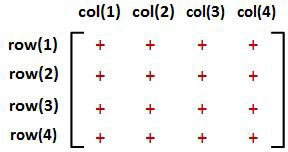 col(1) col(2) col(3) col(4)
row(1) + + + +
row(2) + + + +
row(3) + + + +
row(4) + + + +